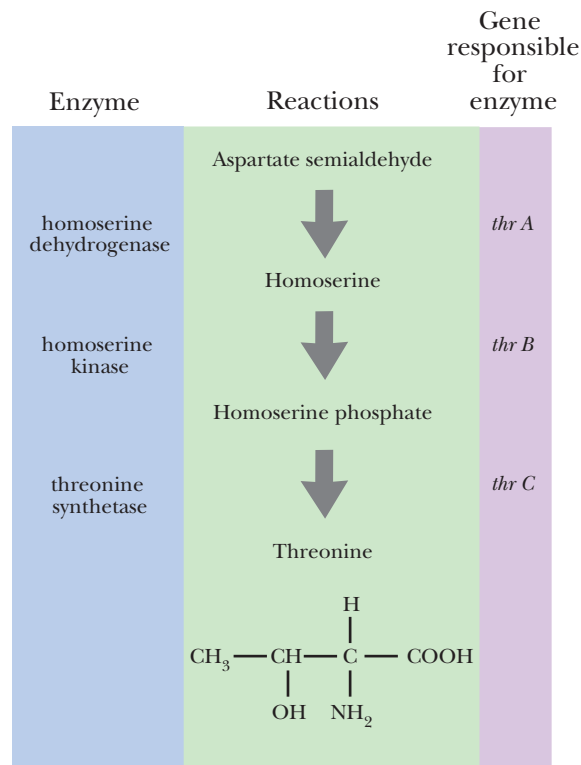 Gene
responsible
for
Enzyme Reactions enzyme
Aspartate semialdehyde
homoserine
dehydrogenase
thr A
Homoserine
homoserine
kinase
thr B
Homoserine phosphate
threonine
synthetase
thr C
Threonine
H
CH₃ — CH — C — COOH
OH NH₂